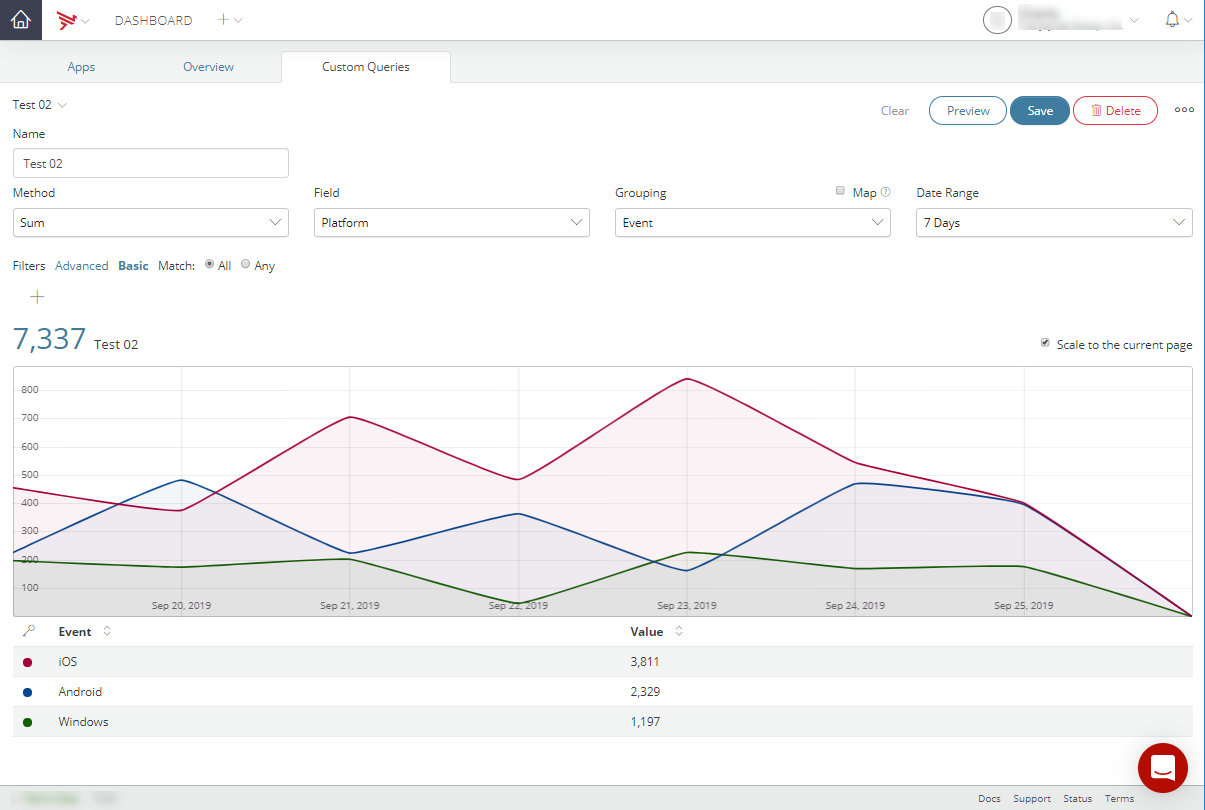 DASHBOARD
Apps Overview Custom Queries
Test 02
Clear Preview Save Delete
Name
Test 02
Method Field Grouping Map Date Range
Sum Platform Event 7 Days
Filters Advanced Basic Match: All Any
7,337 Test 02
Scale to the current page
800
700
600
500
400
300
200
100
Sep 20, 2019 Sep 21, 2019 Sep 22, 2019 Sep 23, 2019 Sep 24, 2019 Sep 25, 2019
Event Value
iOS 3,811
Android 2,329
Windows 1,197
Docs Support Status Terms